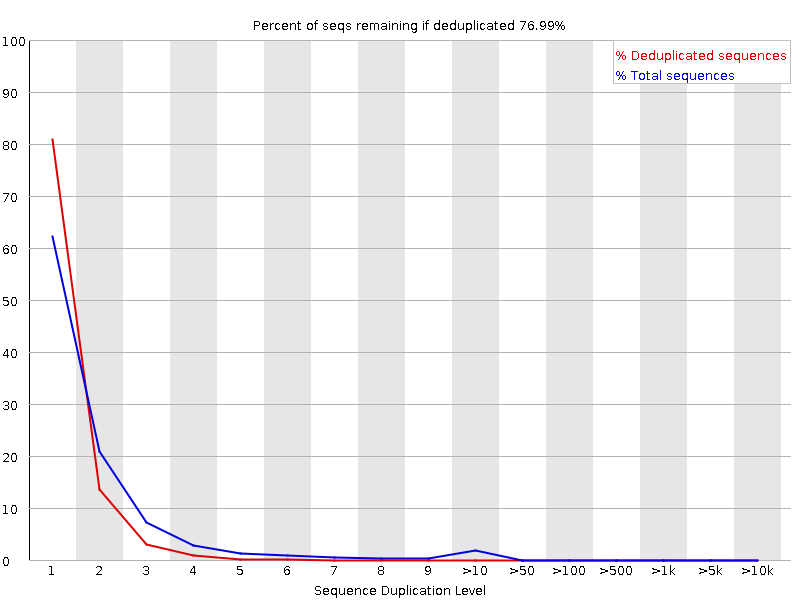 Percent of seqs remaining if deduplicated 76.99%
% Deduplicated sequences
% Total sequences
100
90
80
70
60
50
40
30
20
10
0
1 2 3 4 5 6 7 8 9 >10 >50 >100 >500 >1k >5k >10k
Sequence Duplication Level